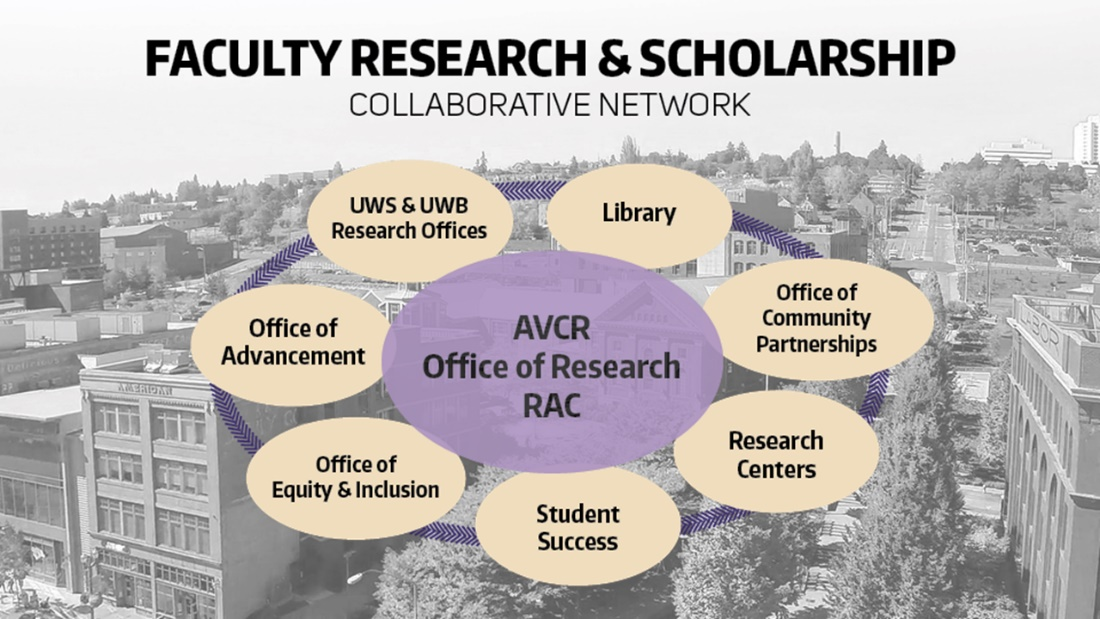 FACULTY RESEARCH & SCHOLARSHIP
COLLABORATIVE NETWORK
UWS & UWB
Research Offices
Library
Office of
Community
Partnerships
Office of
Advancement
AVCR
Office of Research
RAC
Research
Centers
Office of
Equity & Inclusion
Student
Success
AMERICAN